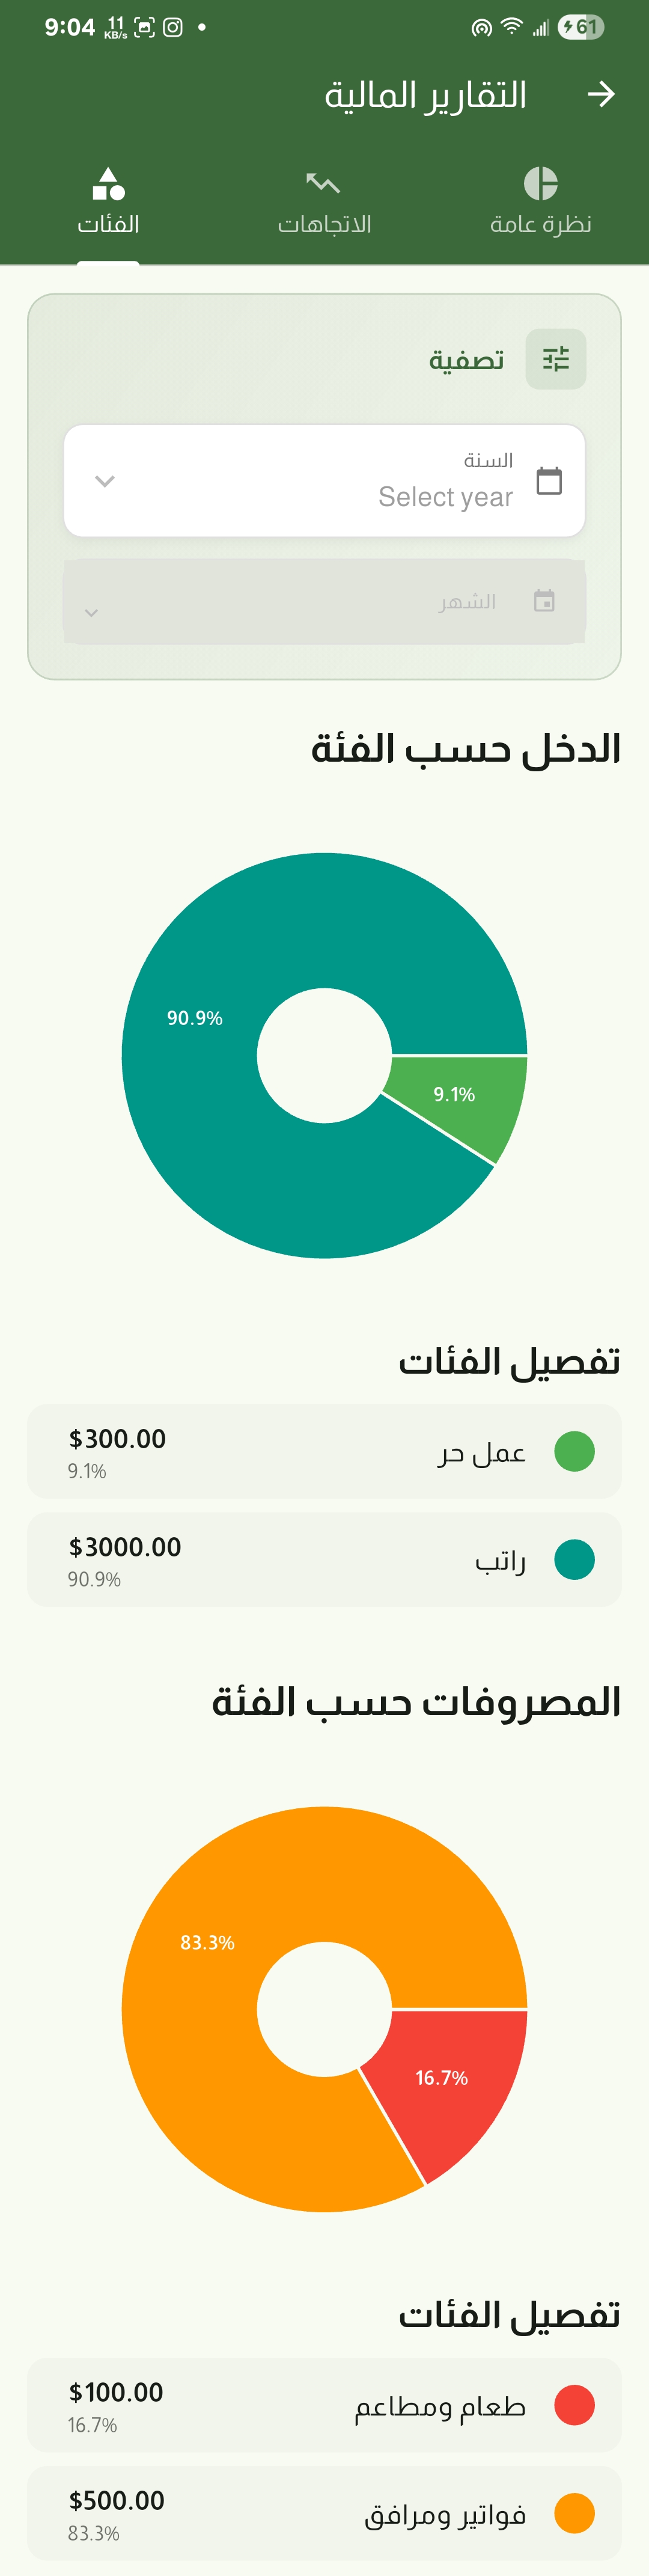 9:04
11
KB/s
61
التقارير المالية
نظرة عامة
الاتجاهات
الفئات
تصفية
السنة
Select year
الشهر
الدخل حسب الفئة
90.9%
9.1%
تفصيل الفئات
عمل حر
$300.00
9.1%
راتب
$3000.00
90.9%
المصروفات حسب الفئة
83.3%
16.7%
تفصيل الفئات
طعام ومطاعم
$100.00
16.7%
فواتير ومرافق
$500.00
83.3%